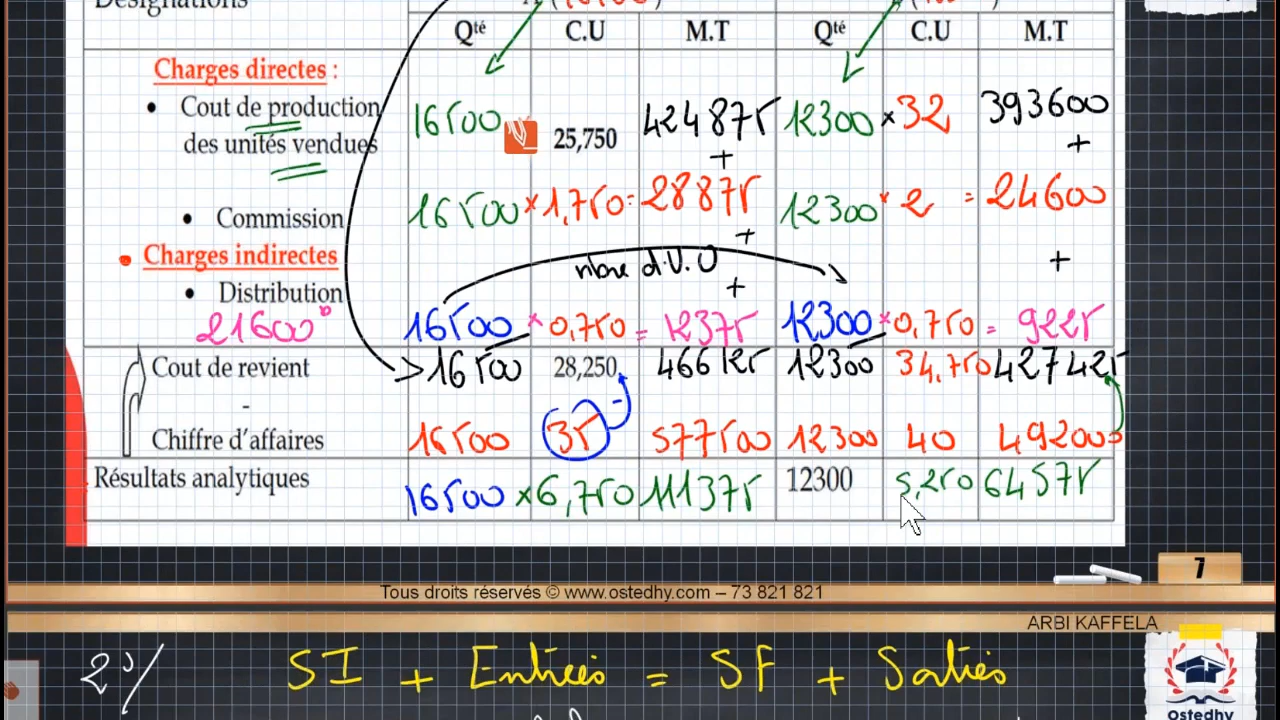 Désignations
Qté C.U M.T Qté C.U M.T
Charges directes :
• Cout de production 16500 25,750 424875 12300 × 32 393600
des unités vendues + +
• Commission 16500 × 1,750 = 28875 12300 × 2 = 24600
+ +
• Charges indirectes nbre d'U.V
• Distribution +
21600 16500 × 0,750 = 12375 12300 × 0,750 = 9225
Cout de revient 16500 28,250 466125 12300 34,750 427425
- -
Chiffre d'affaires 16500 35 577500 12300 40 492000
Résultats analytiques 16500 × 6,750 111375 12300 5,250 64575
7
Tous droits réservés © www.ostedhy.com – 73 821 821
ARBI KAFFELA
2°/ SI + Entrées = SF + Sorties
Ostedhy